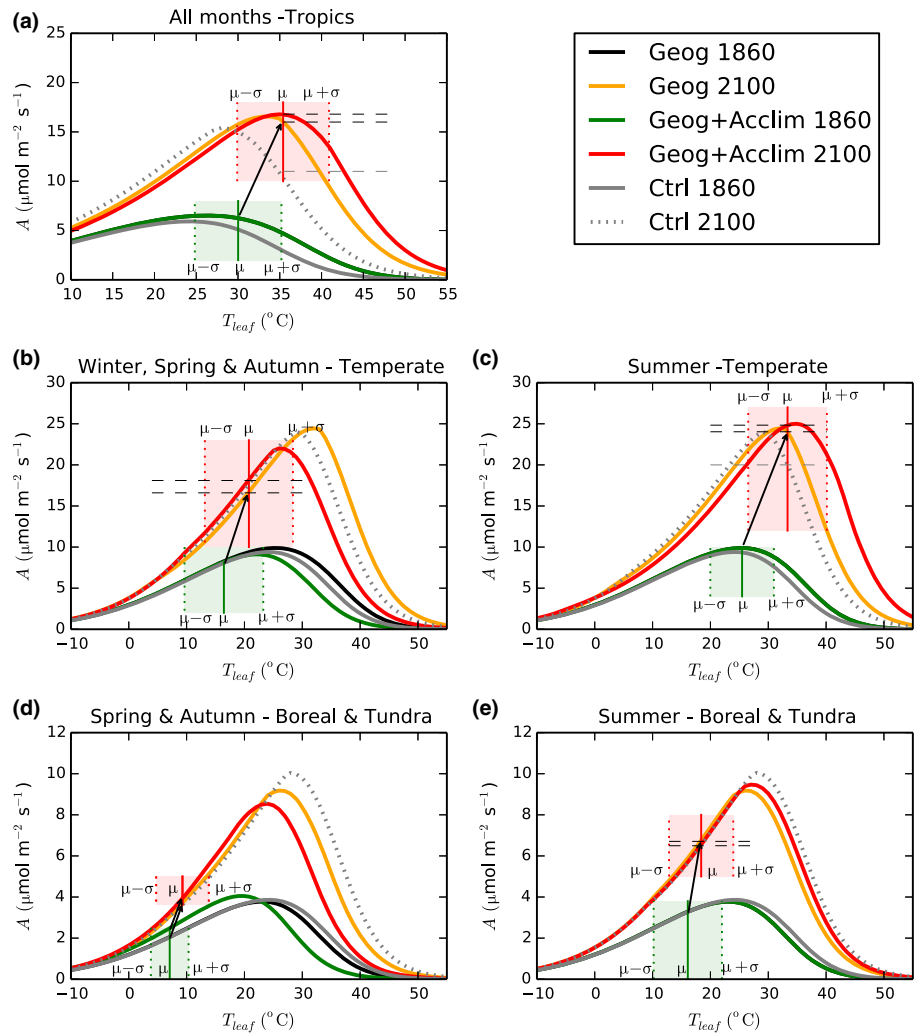 (a)
All months -Tropics
A (μmol m⁻² s⁻¹)
25
20
15
10
5
0
μ−σ μ μ+σ
μ−σ μ μ+σ
10 15 20 25 30 35 40 45 50 55
T_leaf (°C)
Geog 1860
Geog 2100
Geog+Acclim 1860
Geog+Acclim 2100
Ctrl 1860
Ctrl 2100
(b)
Winter, Spring & Autumn - Temperate
A (μmol m⁻² s⁻¹)
30
25
20
15
10
5
0
μ−σ μ μ+σ
μ−σ μ μ+σ
−10 0 10 20 30 40 50
T_leaf (°C)
(c)
Summer -Temperate
A (μmol m⁻² s⁻¹)
30
25
20
15
10
5
0
μ−σ μ μ+σ
μ−σ μ μ+σ
−10 0 10 20 30 40 50
T_leaf (°C)
(d)
Spring & Autumn - Boreal & Tundra
A (μmol m⁻² s⁻¹)
12
10
8
6
4
2
0
μ−σ μ μ+σ
μ−σ μ μ+σ
−10 0 10 20 30 40 50
T_leaf (°C)
(e)
Summer - Boreal & Tundra
A (μmol m⁻² s⁻¹)
12
10
8
6
4
2
0
μ−σ μ μ+σ
μ−σ μ μ+σ
−10 0 10 20 30 40 50
T_leaf (°C)